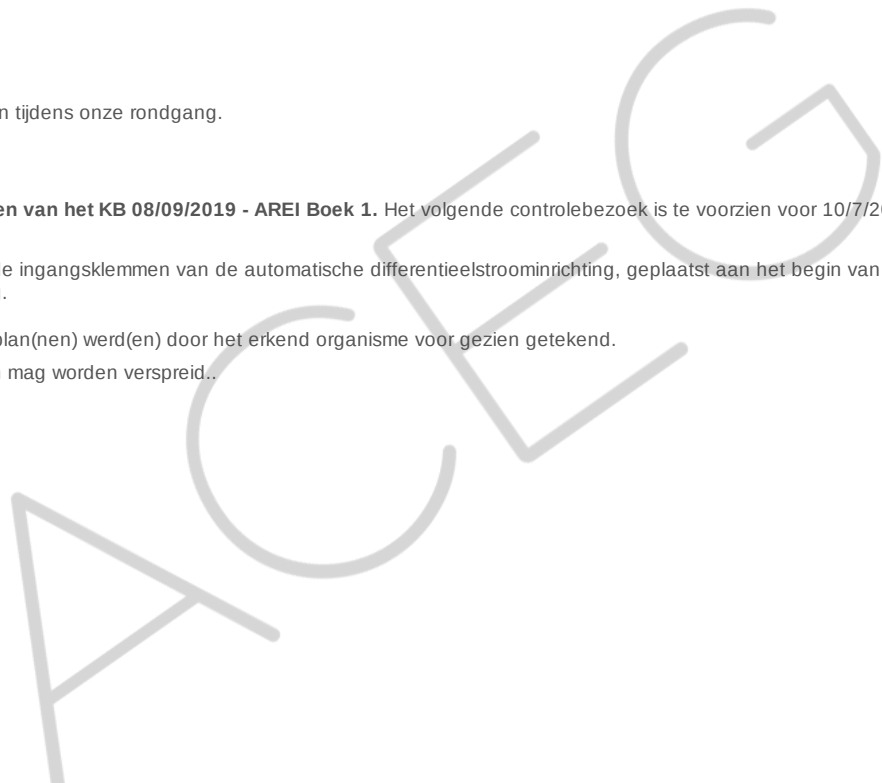 n tijdens onze rondgang.
en van het KB 08/09/2019 - AREI Boek 1. Het volgende controlebezoek is te voorzien voor 10/7/20
le ingangsklemmen van de automatische differentieelstroominrichting, geplaatst aan het begin van
.
plan(nen) werd(en) door het erkend organisme voor gezien getekend.
mag worden verspreid..
ACEG